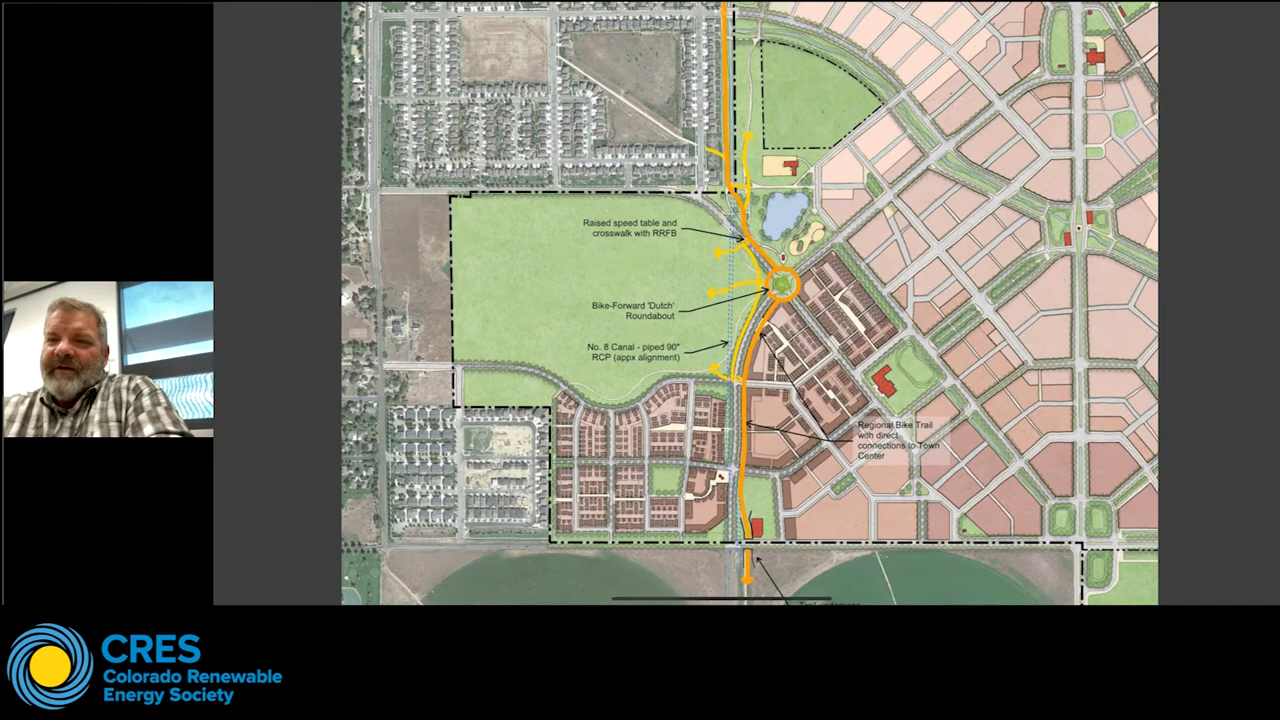 Raised speed table and
crosswalk with RRFB
Bike-Forward 'Dutch'
Roundabout
No. 8 Canal - piped 90"
RCP (appx alignment)
Regional Bike Trail
with direct
connections to Town
Center
CRES
Colorado Renewable
Energy Society